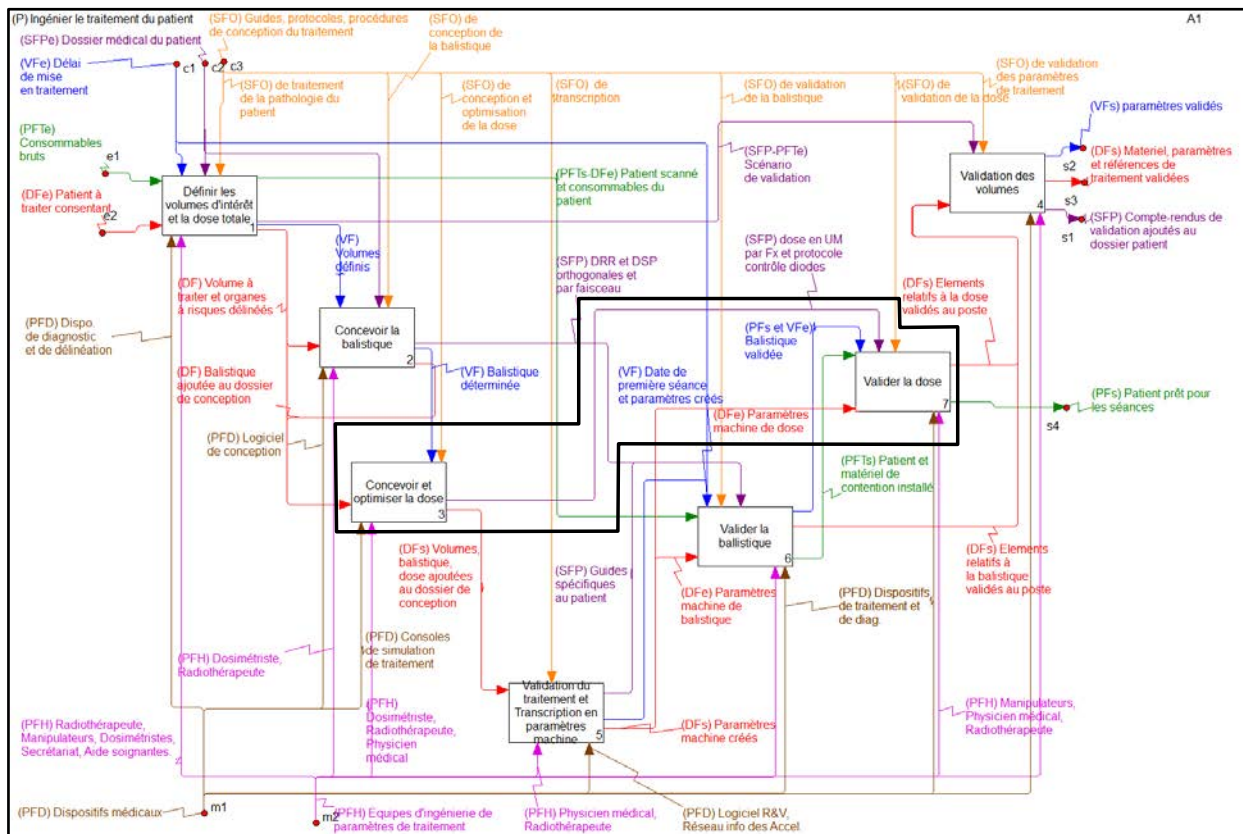 (P) Ingénier le traitement du patient
A1
(SFPe) Dossier médical du patient
(SFO) Guides, protocoles, procédures
de conception du traitement
(SFO) de
conception de
la balistique
(VFe) Délai
de mise
en traitement
c1
c2
c3
(SFO) de traitement
de la pathologie du
patient
(SFO) de
conception et
optimisation
de la dose
(SFO) de
transcription
(SFO) de validation
de la balistique
(SFO) de
validation de la dose
(SFO) de validation
des paramètres
de traitement
(VFs) paramètres validés
(PFTe)
Consommables
bruts
e1
(DFe) Patient à
traiter consentant
e2
Définir les
volumes d'intérêt
et la dose totale
1
(PFTs-DFe) Patient scanné
et consommables du
patient
(SFP-PFTe)
Scénario
de validation
Validation des
volumes
4
s2
(DFs) Materiel, paramètres
et références de
traitement validées
s3
s1
(SFP) Compte-rendus de
validation ajoutés au
dossier patient
(VF)
Volumes
définis
(SFP) DRR et DSP
orthogonales et
par faisceau
(SFP) dose en UM
par Fx et protocole
contrôle diodes
(DF) Volume à
traiter et organes
à risques délinéés
(DFs) Elements
relatifs à la dose
validés au poste
(PFD) Dispo.
de diagnostic
et de délinéation
Concevoir la
balistique
2
(PFs et VFe)
Balistique
validée
Valider la dose
7
(DF) Balistique
ajoutée au dossier
de conception
(VF) Balistique
déterminée
(VF) Date de
première séance
et paramètres créés
(PFs) Patient prêt pour
les séances
s4
(DFe) Paramètres
machine de dose
(PFD) Logiciel
de conception
(PFTs) Patient et
matériel de
contention installé
Concevoir et
optimiser la dose
3
Valider la
ballistique
6
(DFs) Volumes,
balistique,
dose ajoutées
au dossier de
conception
(SFP) Guides
spécifiques
au patient
(DFe) Paramètres
machine de
balistique
(PFD) Dispositifs
de traitement et
de diag.
(DFs) Elements
relatifs à
la balistique
validés au poste
(PFD) Consoles
de simulation
de traitement
(PFH) Dosimétriste,
Radiothérapeute
(PFH)
Dosimétriste,
Radiothérapeute,
Physicien
médical
Validation du
traitement et
Transcription en
paramètres
machine
5
(DFs) Paramètres
machine créés
(PFH) Manipulateurs,
Physicien médical,
Radiothérapeute
(PFH) Radiothérapeute,
Manipulateurs, Dosimétristes,
Secrétariat, Aide soignantes.
(PFD) Dispositifs médicaux
m1
m2
(PFH) Equipes d'ingénierie de
paramètres de traitement
(PFH) Physicien médical,
Radiothérapeute
(PFD) Logiciel R&V,
Réseau info des Accel.